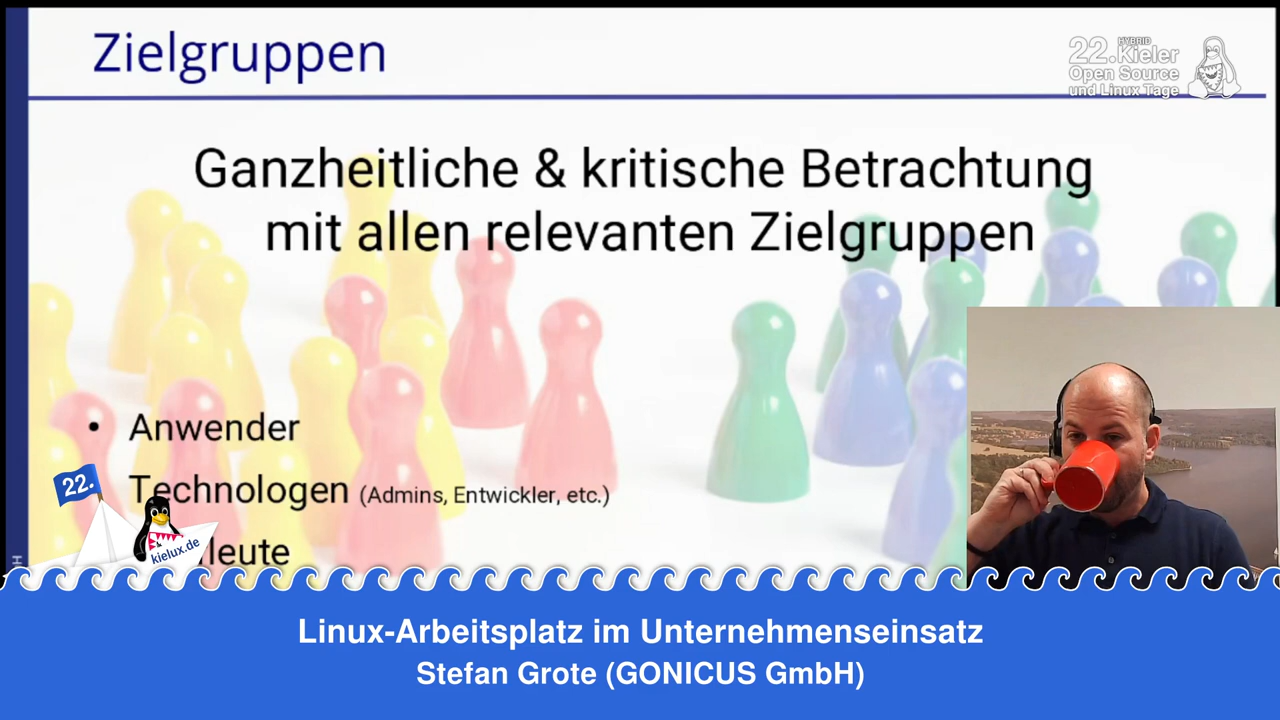 Zielgruppen
HYBRID
22.Kieler
Open Source
und Linux Tage
Ganzheitliche & kritische Betrachtung
mit allen relevanten Zielgruppen
• Anwender
Technologen (Admins, Entwickler, etc.)
leute
22.
kielux.de
H
Linux-Arbeitsplatz im Unternehmenseinsatz
Stefan Grote (GONICUS GmbH)